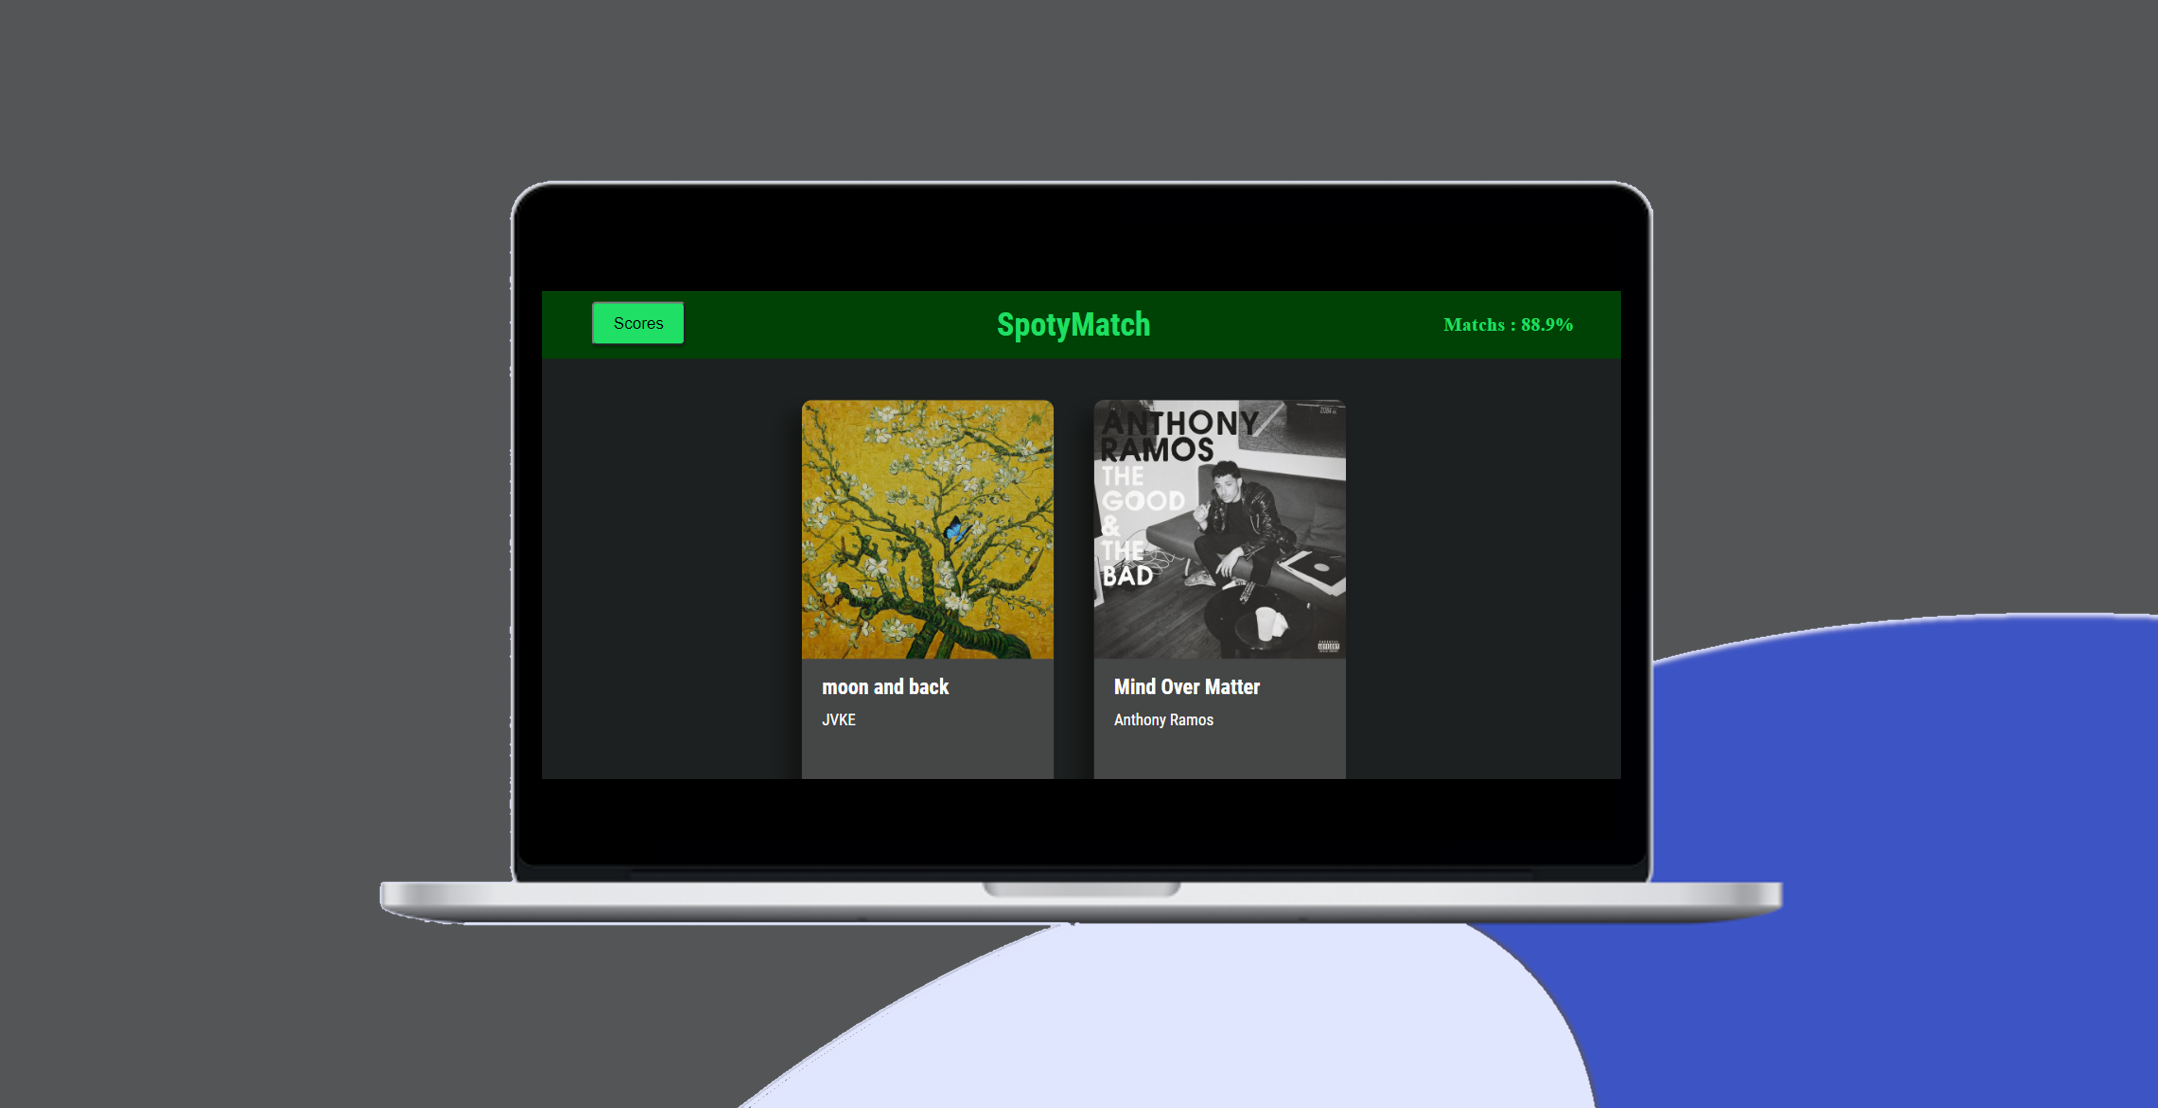 Scores
SpotyMatch
Matchs : 88.9%
ANTHONY
RAMOS
THE
GOOD
&
THE
BAD
moon and back
JVKE
Mind Over Matter
Anthony Ramos